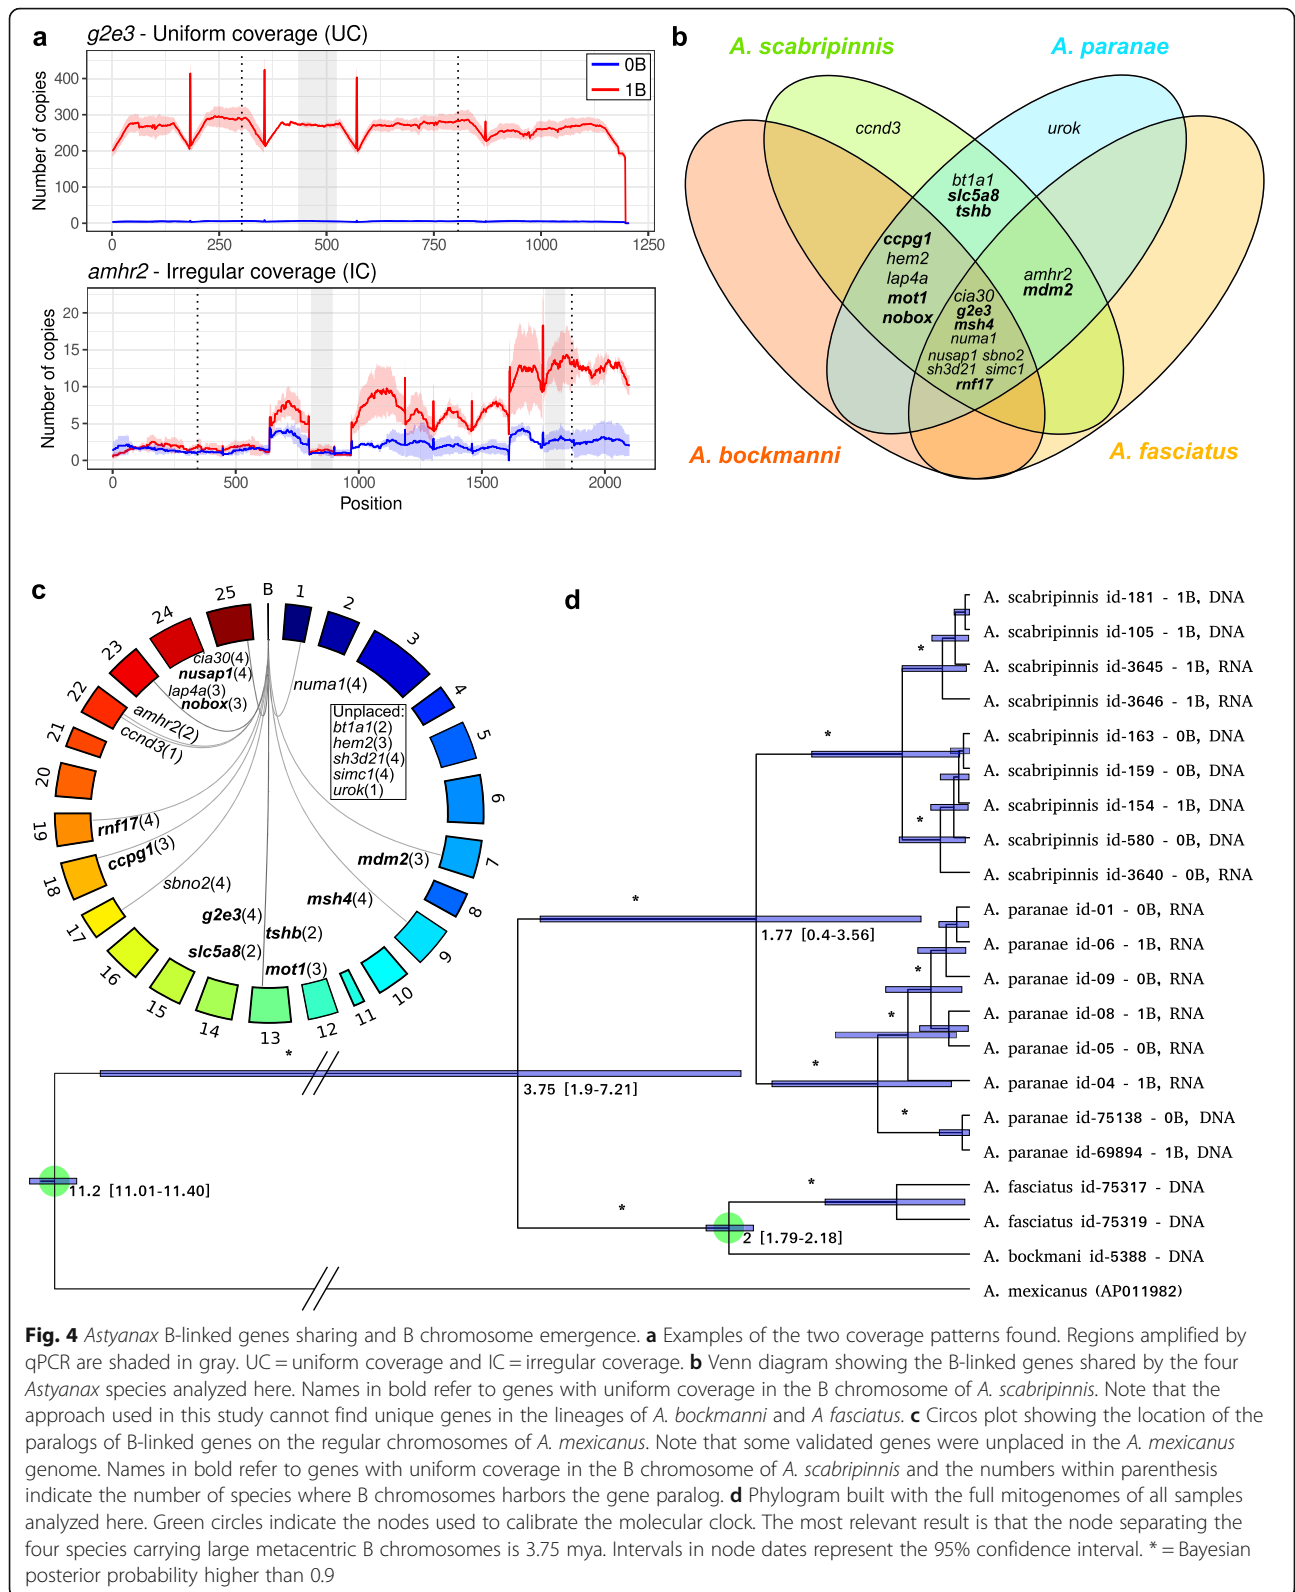 a
g2e3 - Uniform coverage (UC)
Number of copies
400
300
200
100
0
0B
1B
0 250 500 750 1000 1250
amhr2 - Irregular coverage (IC)
Number of copies
20
15
10
5
0
0 500 1000 1500 2000
Position
b
A. scabripinnis A. paranae
ccnd3 urok
bt1a1
slc5a8
tshb
ccpg1
hem2
lap4a
mot1
nobox
amhr2
mdm2
cia30
g2e3
msh4
numa1
nusap1 sbno2
sh3d21 simc1
rnf17
A. bockmanni A. fasciatus
c
B
1
2
3
4
5
6
7
8
9
10
11
12
13
14
15
16
17
18
19
20
21
22
23
24
25
cia30(4)
nusap1(4)
lap4a(3)
nobox(3)
numa1(4)
amhr2(2)
ccnd3(1)
Unplaced:
bt1a1(2)
hem2(3)
sh3d21(4)
simc1(4)
urok(1)
rnf17(4)
ccpg1(3)
mdm2(3)
sbno2(4)
msh4(4)
g2e3(4)
tshb(2)
slc5a8(2)
mot1(3)
d
A. scabripinnis id-181 - 1B, DNA
A. scabripinnis id-105 - 1B, DNA
*
A. scabripinnis id-3645 - 1B, RNA
A. scabripinnis id-3646 - 1B, RNA
*
A. scabripinnis id-163 - 0B, DNA
A. scabripinnis id-159 - 0B, DNA
A. scabripinnis id-154 - 1B, DNA
*
A. scabripinnis id-580 - 0B, DNA
A. scabripinnis id-3640 - 0B, RNA
*
A. paranae id-01 - 0B, RNA
1.77 [0.4-3.56]
A. paranae id-06 - 1B, RNA
*
A. paranae id-09 - 0B, RNA
*
A. paranae id-08 - 1B, RNA
A. paranae id-05 - 0B, RNA
*
*
A. paranae id-04 - 1B, RNA
3.75 [1.9-7.21]
*
A. paranae id-75138 - 0B, DNA
A. paranae id-69894 - 1B, DNA
*
A. fasciatus id-75317 - DNA
11.2 [11.01-11.40]
*
A. fasciatus id-75319 - DNA
2 [1.79-2.18]
A. bockmani id-5388 - DNA
A. mexicanus (AP011982)
Fig. 4 Astyanax B-linked genes sharing and B chromosome emergence. a Examples of the two coverage patterns found. Regions amplified by
qPCR are shaded in gray. UC = uniform coverage and IC = irregular coverage. b Venn diagram showing the B-linked genes shared by the four
Astyanax species analyzed here. Names in bold refer to genes with uniform coverage in the B chromosome of A. scabripinnis. Note that the
approach used in this study cannot find unique genes in the lineages of A. bockmanni and A fasciatus. c Circos plot showing the location of the
paralogs of B-linked genes on the regular chromosomes of A. mexicanus. Note that some validated genes were unplaced in the A. mexicanus
genome. Names in bold refer to genes with uniform coverage in the B chromosome of A. scabripinnis and the numbers within parenthesis
indicate the number of species where B chromosomes harbors the gene paralog. d Phylogram built with the full mitogenomes of all samples
analyzed here. Green circles indicate the nodes used to calibrate the molecular clock. The most relevant result is that the node separating the
four species carrying large metacentric B chromosomes is 3.75 mya. Intervals in node dates represent the 95% confidence interval. * = Bayesian
posterior probability higher than 0.9